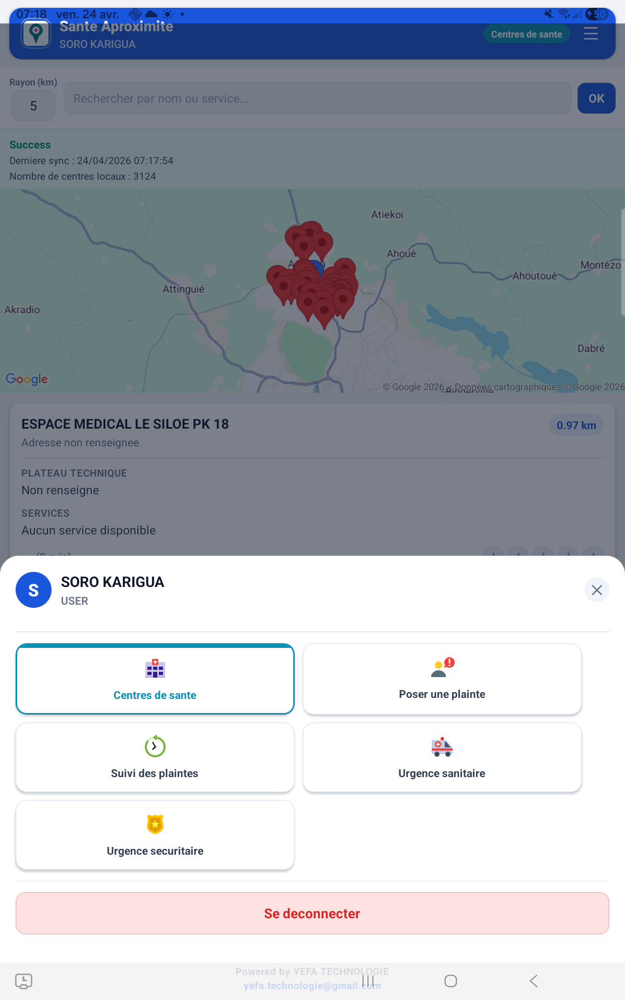 07:18 ven. 24 avr.
50
Sante Aproximite
SORO KARIGUA
Centres de sante
Rayon (km)
5
Rechercher par nom ou service...
OK
Success
Derniere sync : 24/04/2026 07:17:54
Nombre de centres locaux : 3124
Atiekoi
Ahoué
Montézo
Ahoutoué
Attinguié
Akradio
Dabré
Google
© Google 2026 – Données cartographiques © Google 2026
Bingerville
ESPACE MEDICAL LE SILOE PK 18
0.97 km
Adresse non renseignee
PLATEAU TECHNIQUE
Non renseigne
SERVICES
Aucun service disponible
(0 avis)
S
SORO KARIGUA
USER
Centres de sante
Poser une plainte
Suivi des plaintes
Urgence sanitaire
Urgence securitaire
Se deconnecter
Powered by YEFA TECHNOLOGIE
yefa.technologie@gmail.com